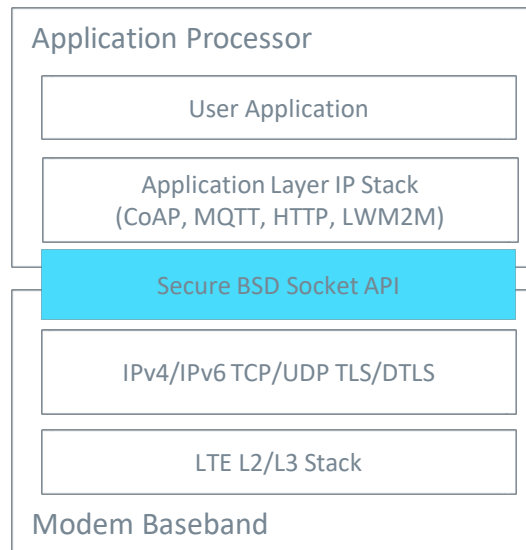 Application Processor
User Application
Application Layer IP Stack
(CoAP, MQTT, HTTP, LWM2M)
Secure BSD Socket API
IPv4/IPv6 TCP/UDP TLS/DTLS
LTE L2/L3 Stack
Modem Baseband